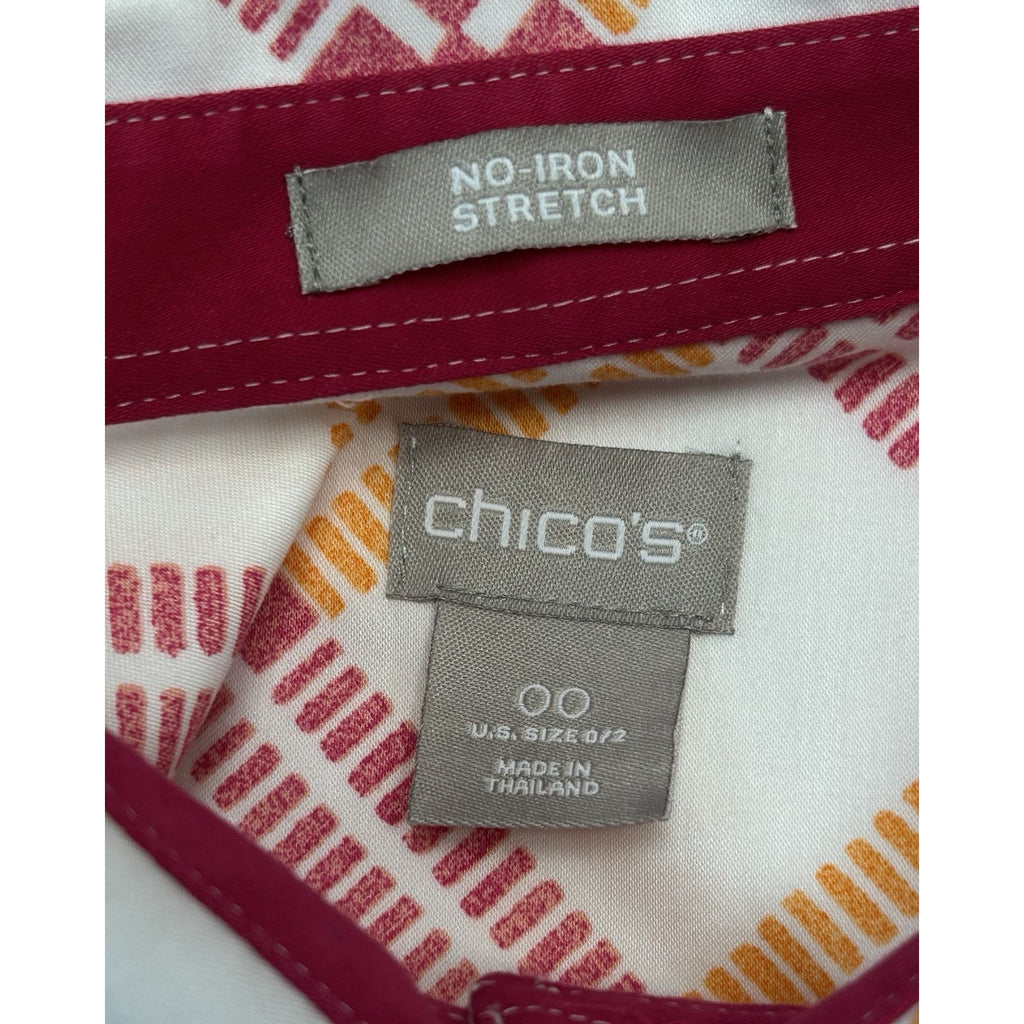 NO-IRON
STRETCH
chico's®
00
U.S. SIZE 0/2
MADE IN
THAILAND